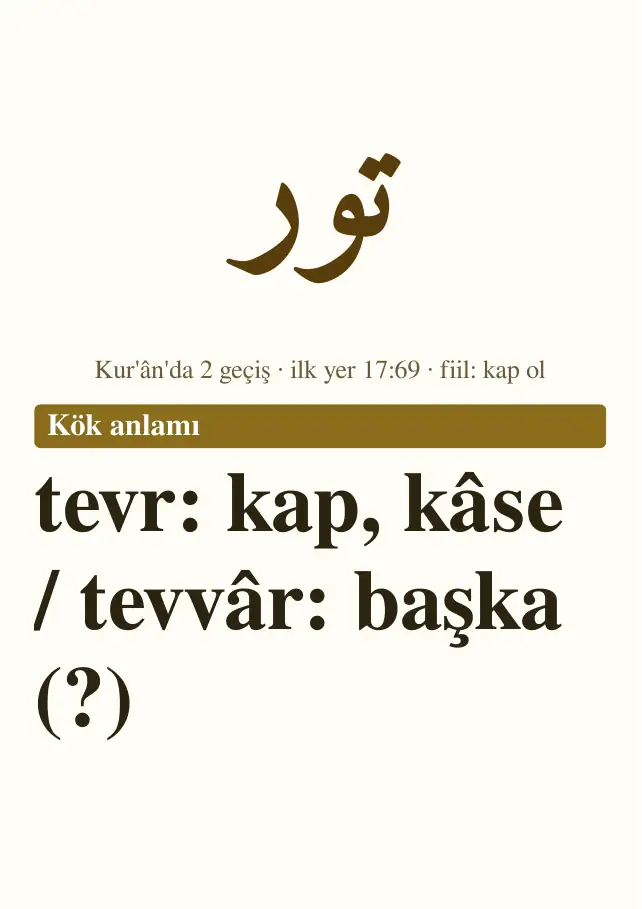 تور
Kur'ân'da 2 geçiş · ilk yer 17:69 · fiil: kap ol
Kök anlamı
tevr: kap, kâse
/ tevvâr: başka
(?)